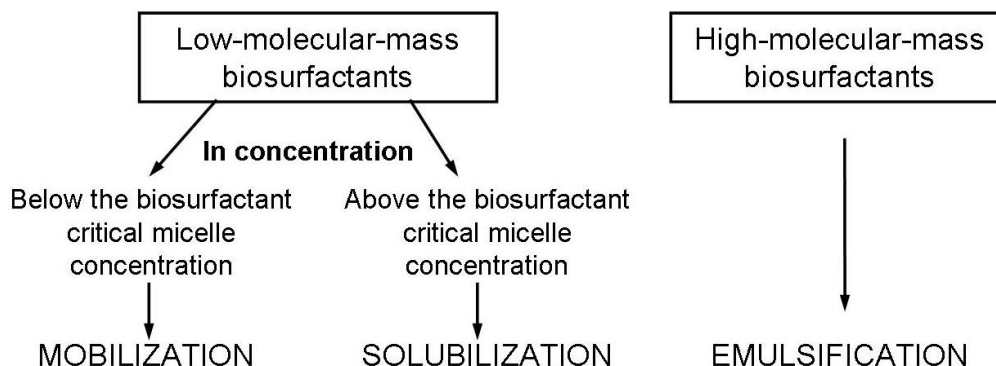 Low-molecular-mass
biosurfactants
High-molecular-mass
biosurfactants
In concentration
Below the biosurfactant
critical micelle
concentration
Above the biosurfactant
critical micelle
concentration
MOBILIZATION
SOLUBILIZATION
EMULSIFICATION